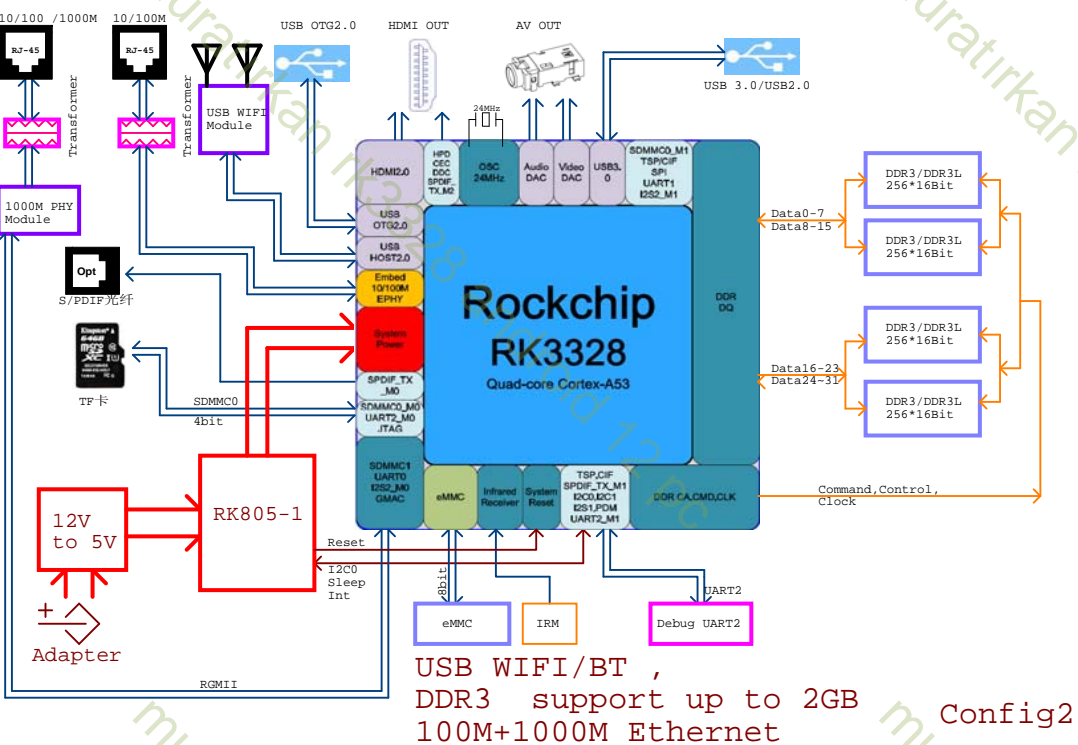 10/100 /1000M
10/100M
USB OTG2.0
HDMI OUT
AV OUT
RJ-45
RJ-45
USB 3.0/USB2.0
Transformer
Transformer
USB WIFI
Module
24MHz
HDMI2.0
HPD
CEC
DDC
SPDIF_
TX_M2
OSC
24MHz
Audio
DAC
Video
DAC
USB3.
0
SDMMC0_M1
TSP/CIF
SPI
UART1
I2S2_M1
1000M PHY
Module
USB
OTG2.0
USB
HOST2.0
Embed
10/100M
EPHY
System
Power
SPDIF_TX
_M0
SDMMC0_M0
UART2_M0
JTAG
SDMMC1
UART0
I2S2_M0
GMAC
Opt
S/PDIF光纤
TF卡
SDMMC0
4bit
Rockchip
RK3328
Quad-core Cortex-A53
DDR
DQ
Data0-7
Data8-15
DDR3/DDR3L
256*16Bit
DDR3/DDR3L
256*16Bit
Data16-23
Data24~31
DDR3/DDR3L
256*16Bit
DDR3/DDR3L
256*16Bit
eMMC
Infrared
Receiver
System
Reset
TSP,CIF
SPDIF_TX_M1
I2C0,I2C1
I2S1,PDM
UART2_M1
DDR CA,CMD,CLK
Command,Control,
Clock
12V
to 5V
RK805-1
Reset
I2C0
Sleep
Int
8bit
UART2
eMMC
IRM
Debug UART2
Adapter
RGMII
USB WIFI/BT ,
DDR3 support up to 2GB
100M+1000M Ethernet
Config2